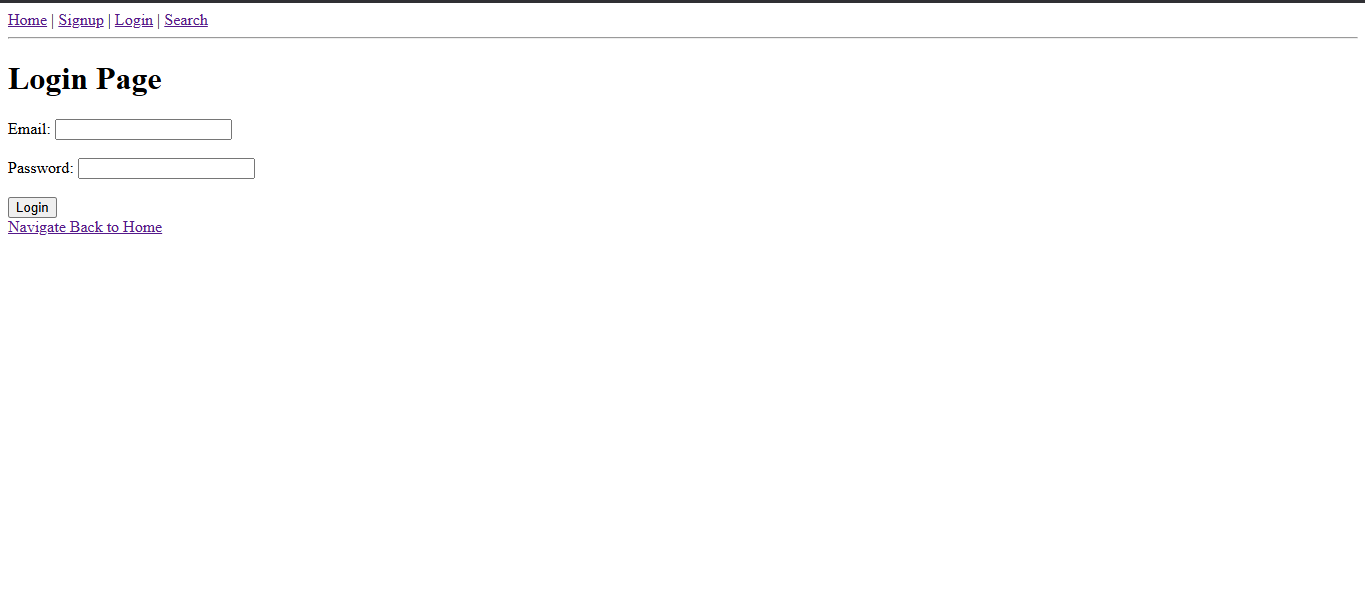 Home | Signup | Login | Search
Login Page
Email:
Password:
Login
Navigate Back to Home